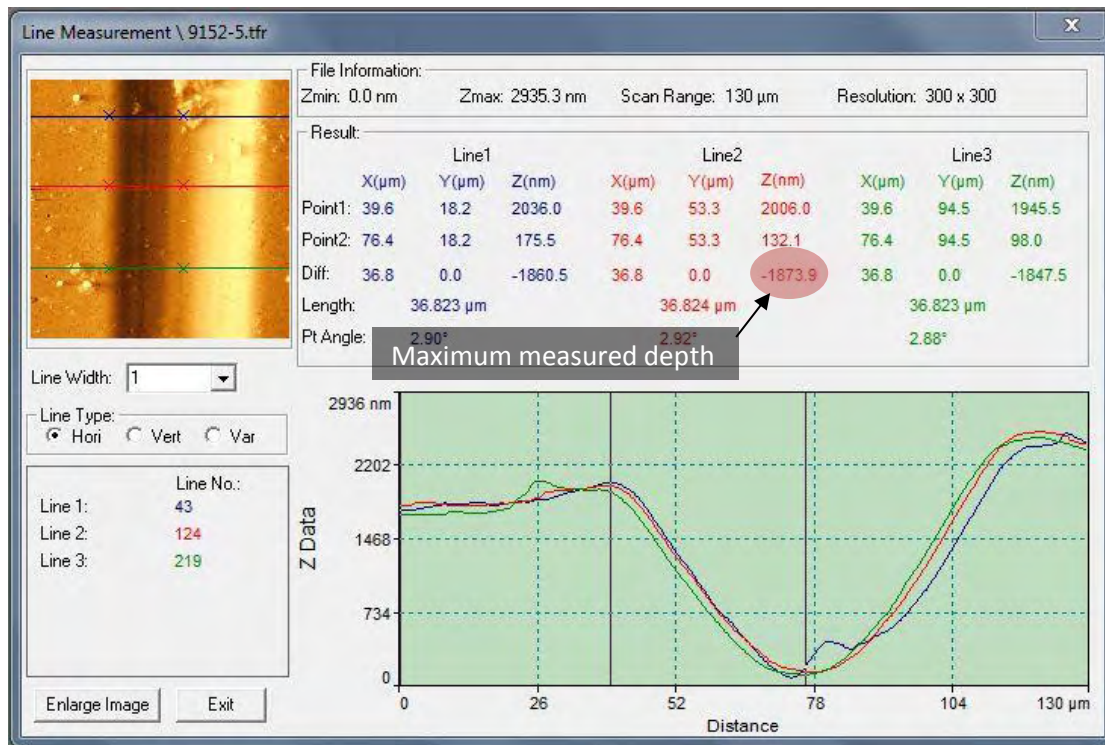 Line Measurement \ 9152-5.tfr
X
File Information:
Zmin: 0.0 nm Zmax: 2935.3 nm Scan Range: 130 µm Resolution: 300 x 300
Result:
Line1 Line2 Line3
X(µm) Y(µm) Z(nm) X(µm) Y(µm) Z(nm) X(µm) Y(µm) Z(nm)
Point1: 39.6 18.2 2036.0 39.6 53.3 2006.0 39.6 94.5 1945.5
Point2: 76.4 18.2 175.5 76.4 53.3 132.1 76.4 94.5 98.0
Diff: 36.8 0.0 -1860.5 36.8 0.0 -1873.9 36.8 0.0 -1847.5
Length: 36.823 µm 36.824 µm 36.823 µm
Pt Angle: 2.90° 2.92° 2.88°
Maximum measured depth
Line Width: 1
Line Type:
Hori Vert Var
Line No.:
Line 1: 43
Line 2: 124
Line 3: 219
Enlarge Image Exit
2936 nm
2202
1468
734
0
Z Data
0 26 52 78 104 130 µm
Distance